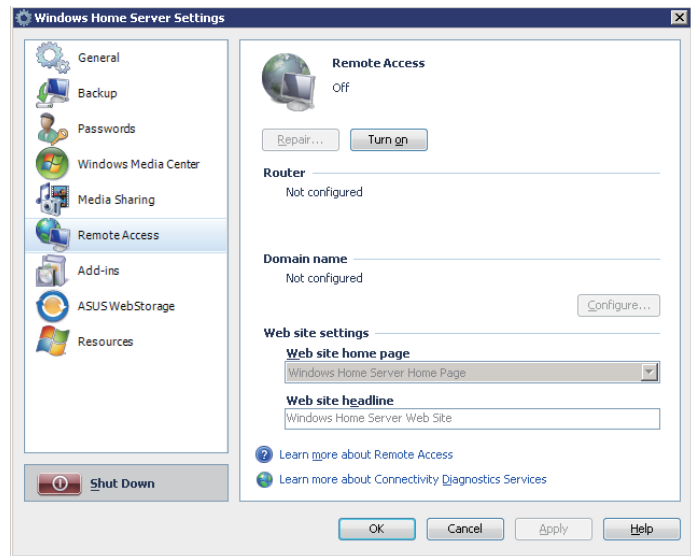 Windows Home Server Settings
General
Backup
Passwords
Windows Media Center
Media Sharing
Remote Access
Add-ins
ASUS WebStorage
Resources
Shut Down
Remote Access
Off
Repair...
Turn on
Router
Not configured
Domain name
Not configured
Configure...
Web site settings
Web site home page
Windows Home Server Home Page
Web site headline
Windows Home Server Web Site
Learn more about Remote Access
Learn more about Connectivity Diagnostics Services
OK
Cancel
Apply
Help